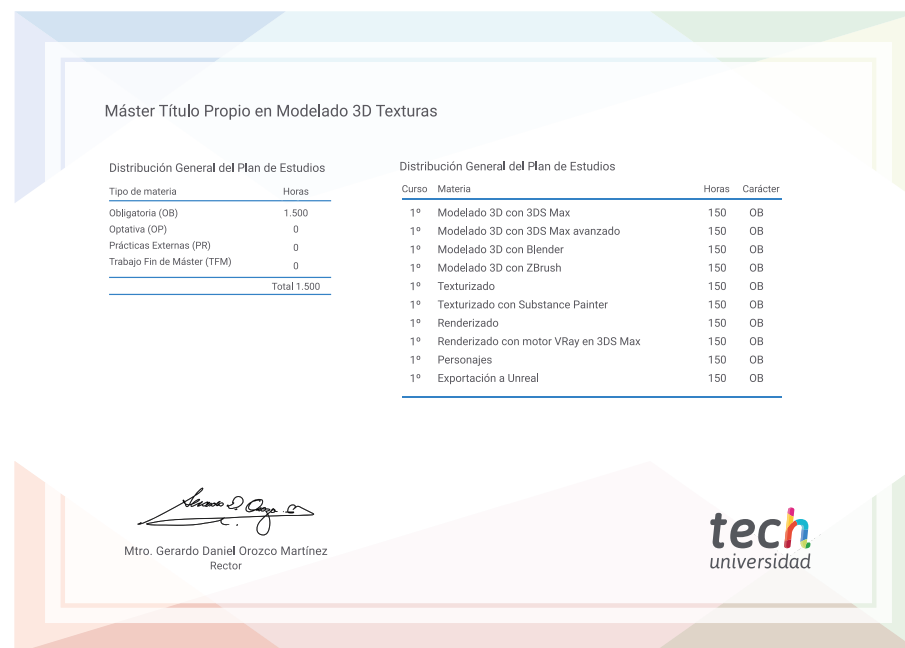 Máster Título Propio en Modelado 3D Texturas
Distribución General del Plan de Estudios
Tipo de materia Horas
Obligatoria (OB) 1.500
Optativa (OP) 0
Prácticas Externas (PR) 0
Trabajo Fin de Máster (TFM) 0
Total 1.500
Distribución General del Plan de Estudios
Curso Materia Horas Carácter
1º Modelado 3D con 3DS Max 150 OB
1º Modelado 3D con 3DS Max avanzado 150 OB
1º Modelado 3D con Blender 150 OB
1º Modelado 3D con ZBrush 150 OB
1º Texturizado 150 OB
1º Texturizado con Substance Painter 150 OB
1º Renderizado 150 OB
1º Renderizado con motor VRay en 3DS Max 150 OB
1º Personajes 150 OB
1º Exportación a Unreal 150 OB
Mtro. Gerardo Daniel Orozco Martínez
Rector
tech
universidad